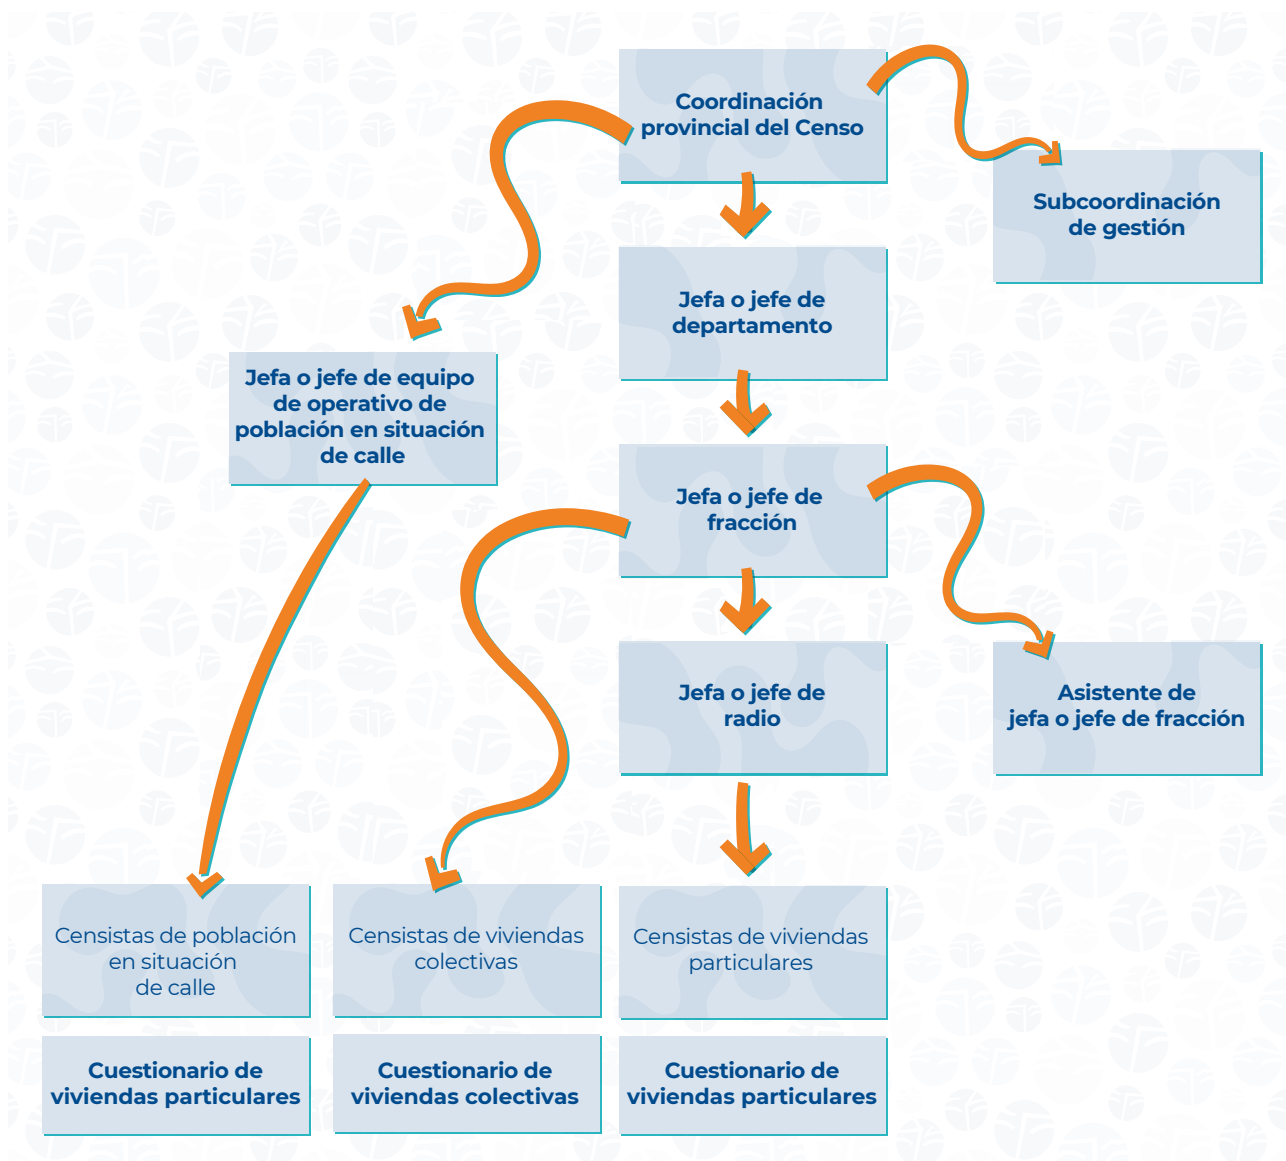 Coordinación
provincial del Censo
Subcoordinación
de gestión
Jefa o jefe de
departamento
Jefa o jefe de equipo
de operativo de
población en situación
de calle
Jefa o jefe de
fracción
Jefa o jefe de
radio
Asistente de
jefa o jefe de fracción
Censistas de población
en situación
de calle
Censistas de viviendas
colectivas
Censistas de viviendas
particulares
Cuestionario de
viviendas particulares
Cuestionario de
viviendas colectivas
Cuestionario de
viviendas particulares